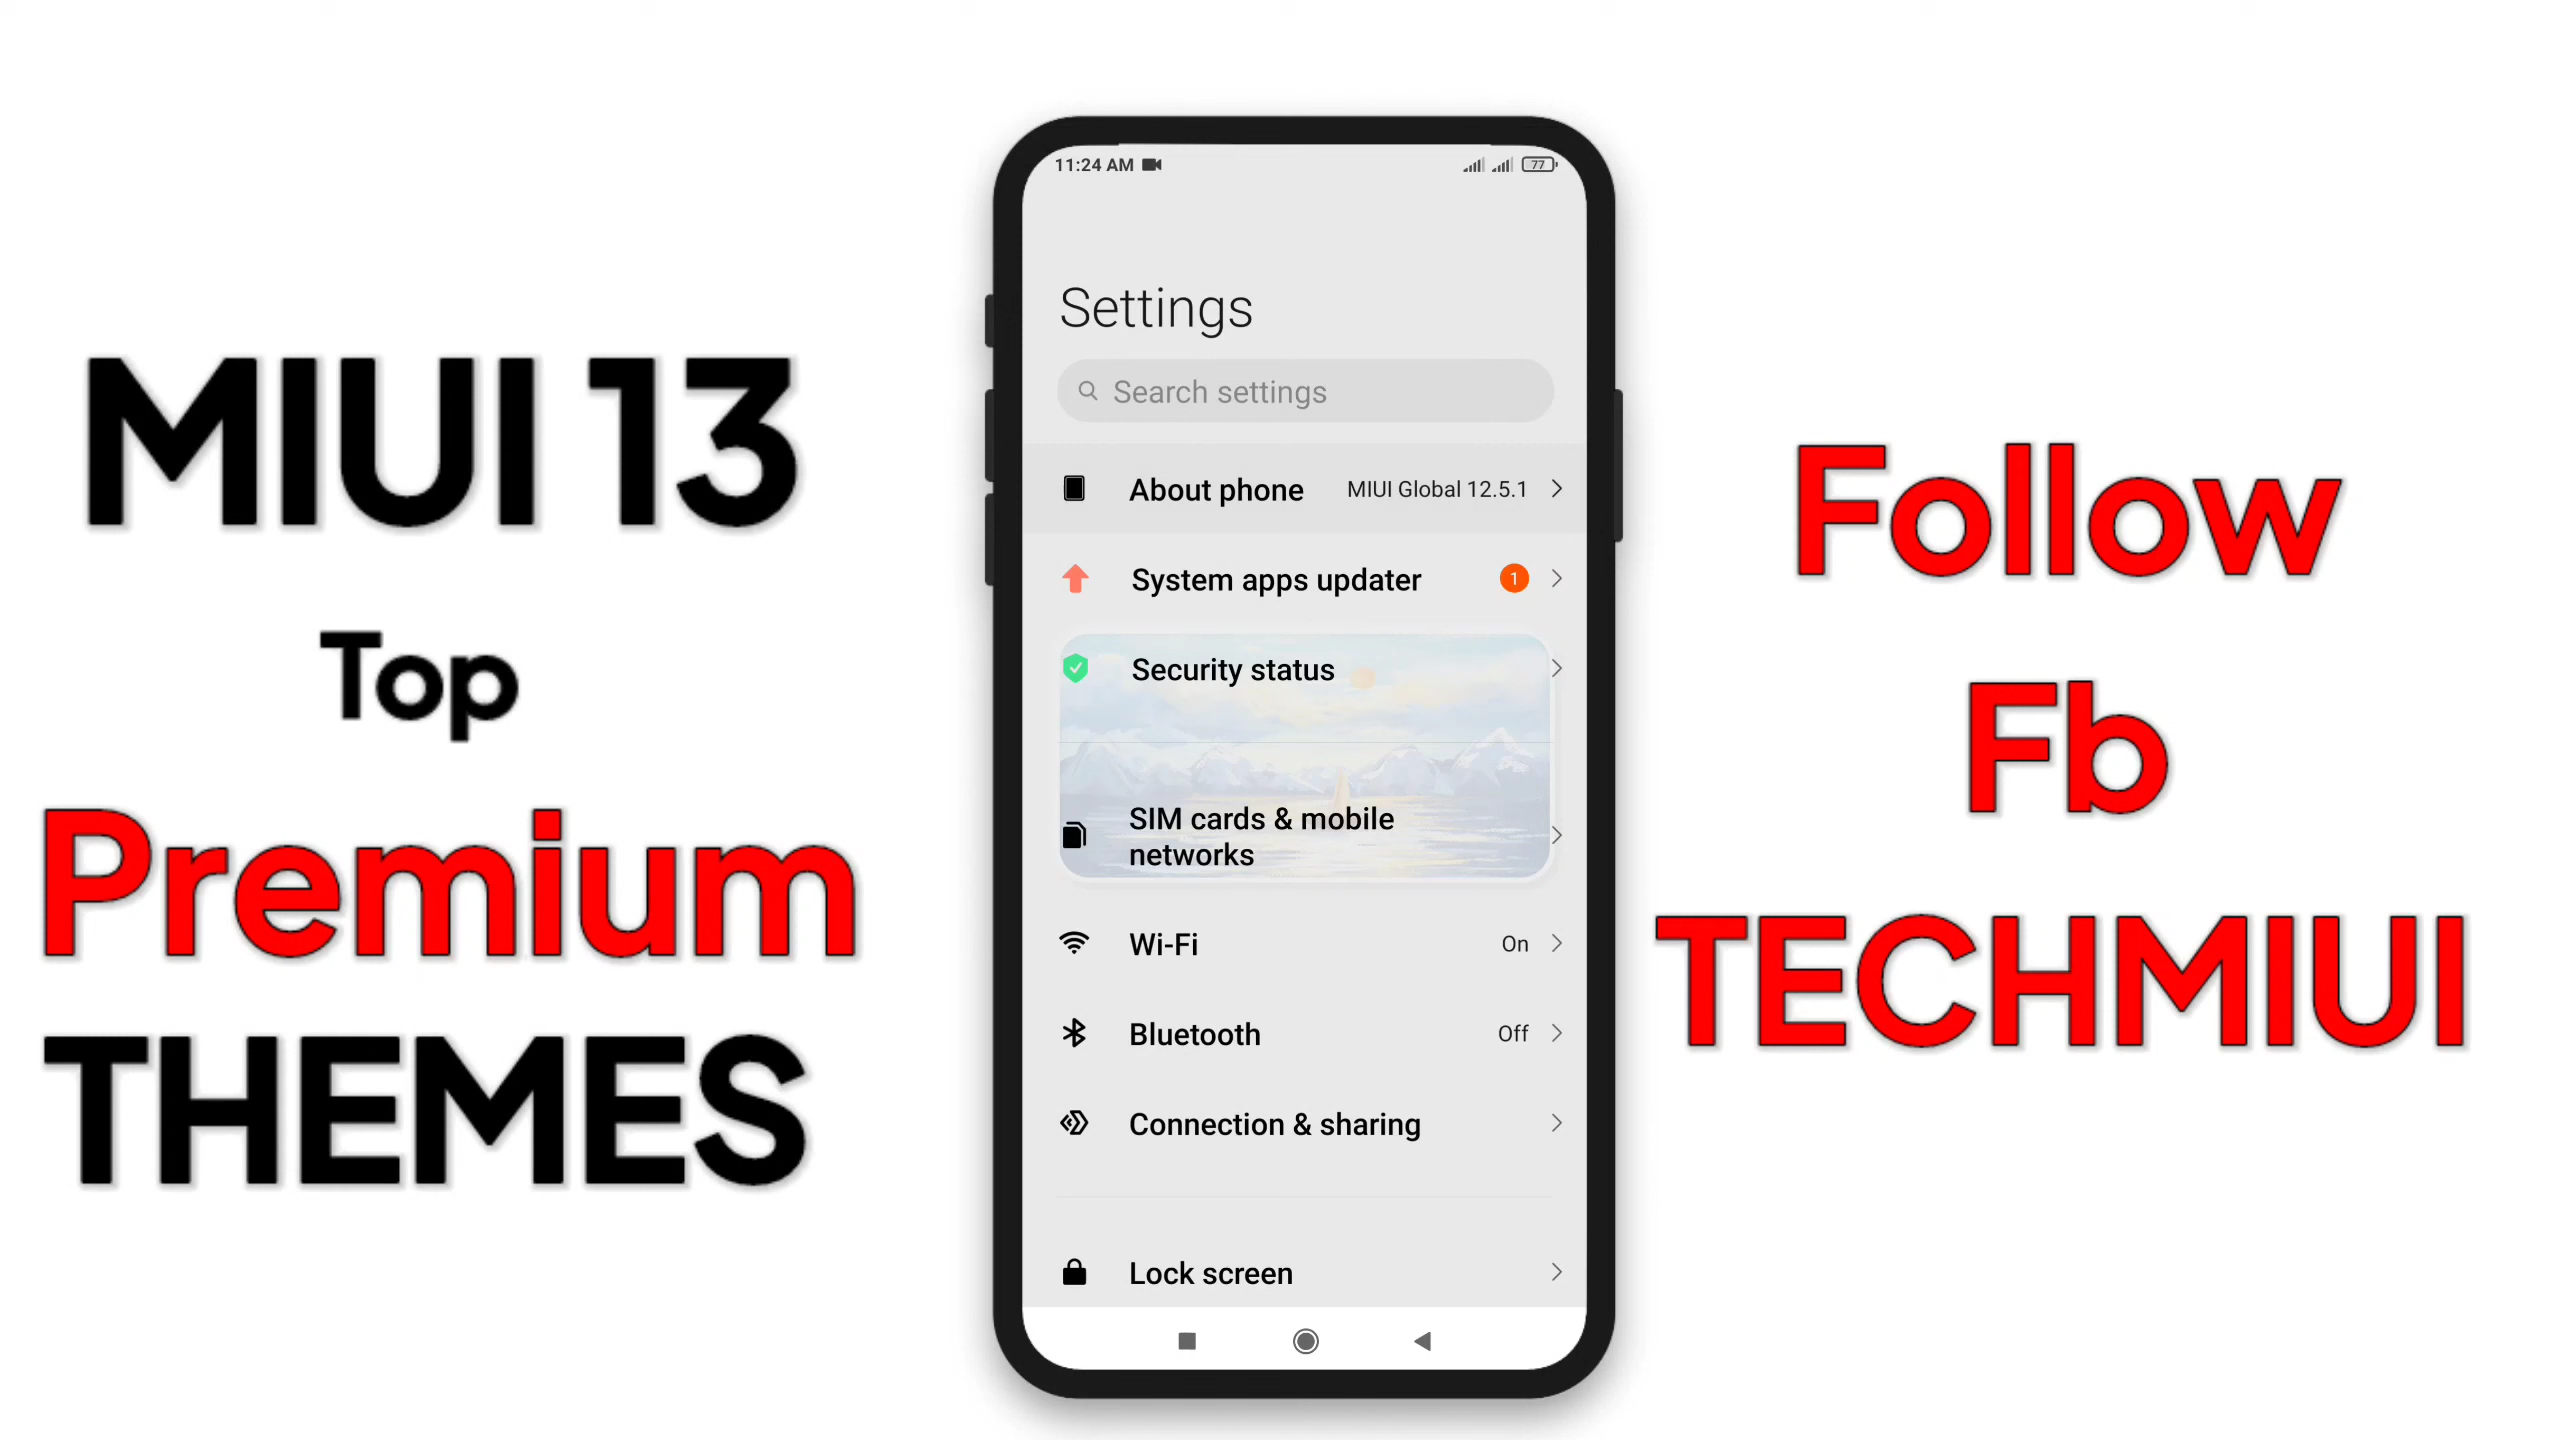 MIUI 13
Top
Premium
THEMES
11:24 AM
77
Settings
Search settings
About phone MIUI Global 12.5.1
System apps updater 1
Security status
SIM cards & mobile
networks
Wi-Fi On
Bluetooth Off
Connection & sharing
Lock screen
Follow
Fb
TECHMIUI